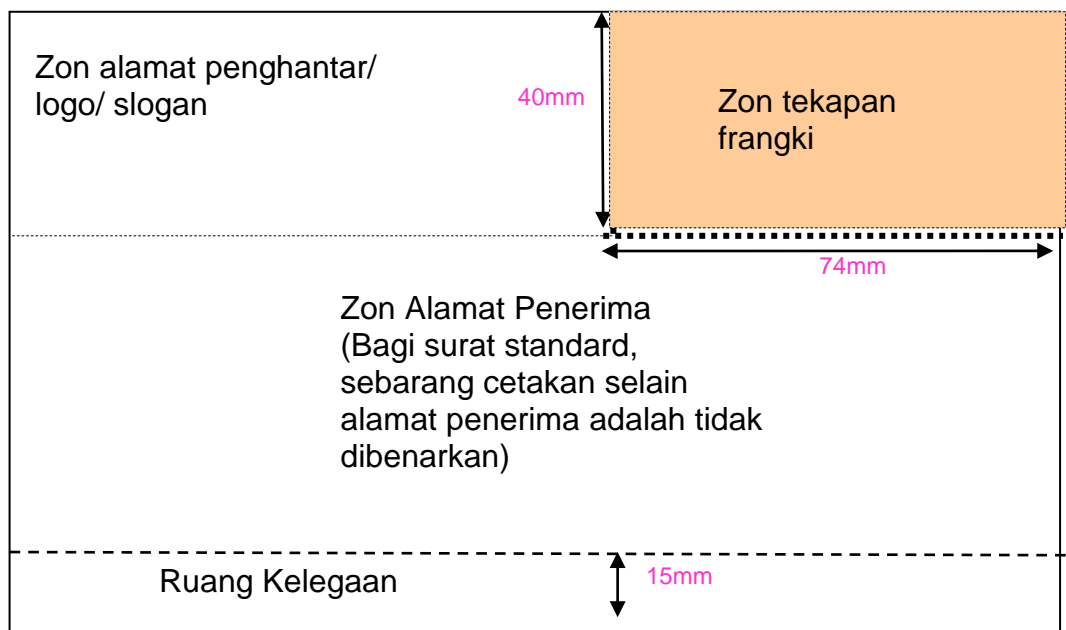 Zon alamat penghantar/
logo/ slogan
40mm
Zon tekapan
frangki
74mm
Zon Alamat Penerima
(Bagi surat standard,
sebarang cetakan selain
alamat penerima adalah tidak
dibenarkan)
Ruang Kelegaan
15mm